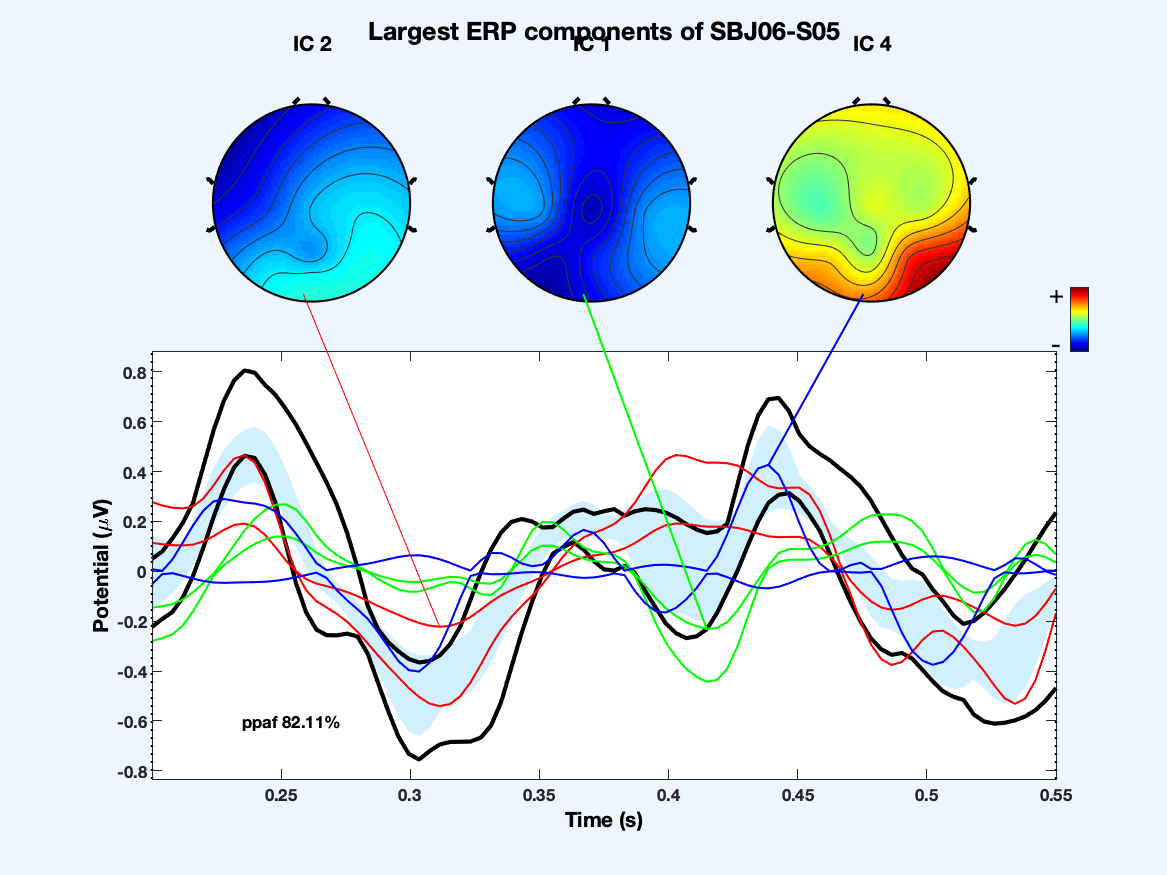 Largest ERP components of SBJ06-S05
IC 2
IC 1
IC 4
+
-
0.8
0.6
0.4
0.2
0
-0.2
-0.4
-0.6
-0.8
Potential (μV)
ppaf 82.11%
0.25
0.3
0.35
0.4
0.45
0.5
0.55
Time (s)